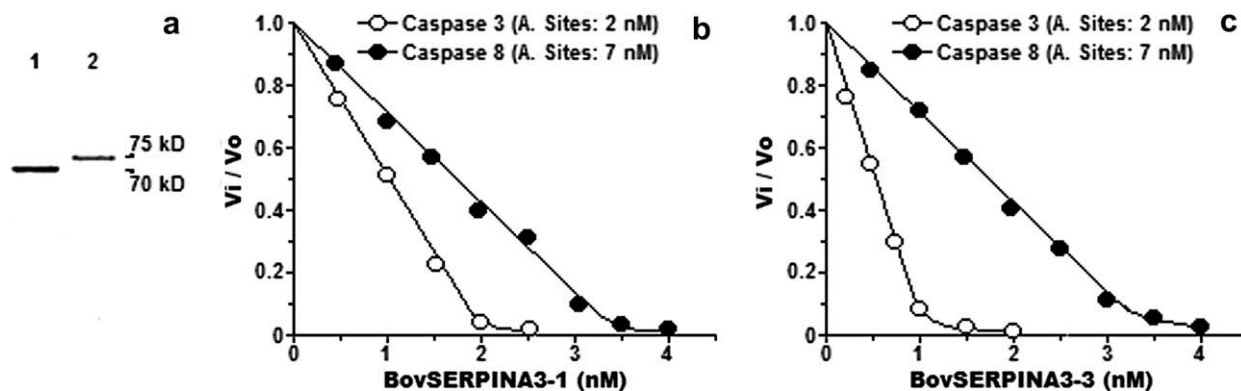 a
1 2
75 kD
70 kD
b
Caspase 3 (A. Sites: 2 nM)
Caspase 8 (A. Sites: 7 nM)
Vi / Vo
1.0
0.8
0.6
0.4
0.2
0
0 1 2 3 4
BovSERPINA3-1 (nM)
c
Caspase 3 (A. Sites: 2 nM)
Caspase 8 (A. Sites: 7 nM)
Vi / Vo
1.0
0.8
0.6
0.4
0.2
0
0 1 2 3 4
BovSERPINA3-3 (nM)